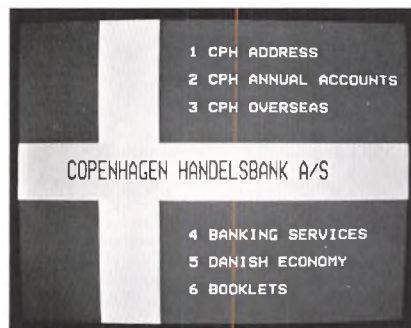 1 CPH ADDRESS
2 CPH ANNUAL ACCOUNTS
3 CPH OVERSEAS
COPENHAGEN HANDELSBANK A/S
4 BANKING SERVICES
5 DANISH ECONOMY
6 BOOKLETS